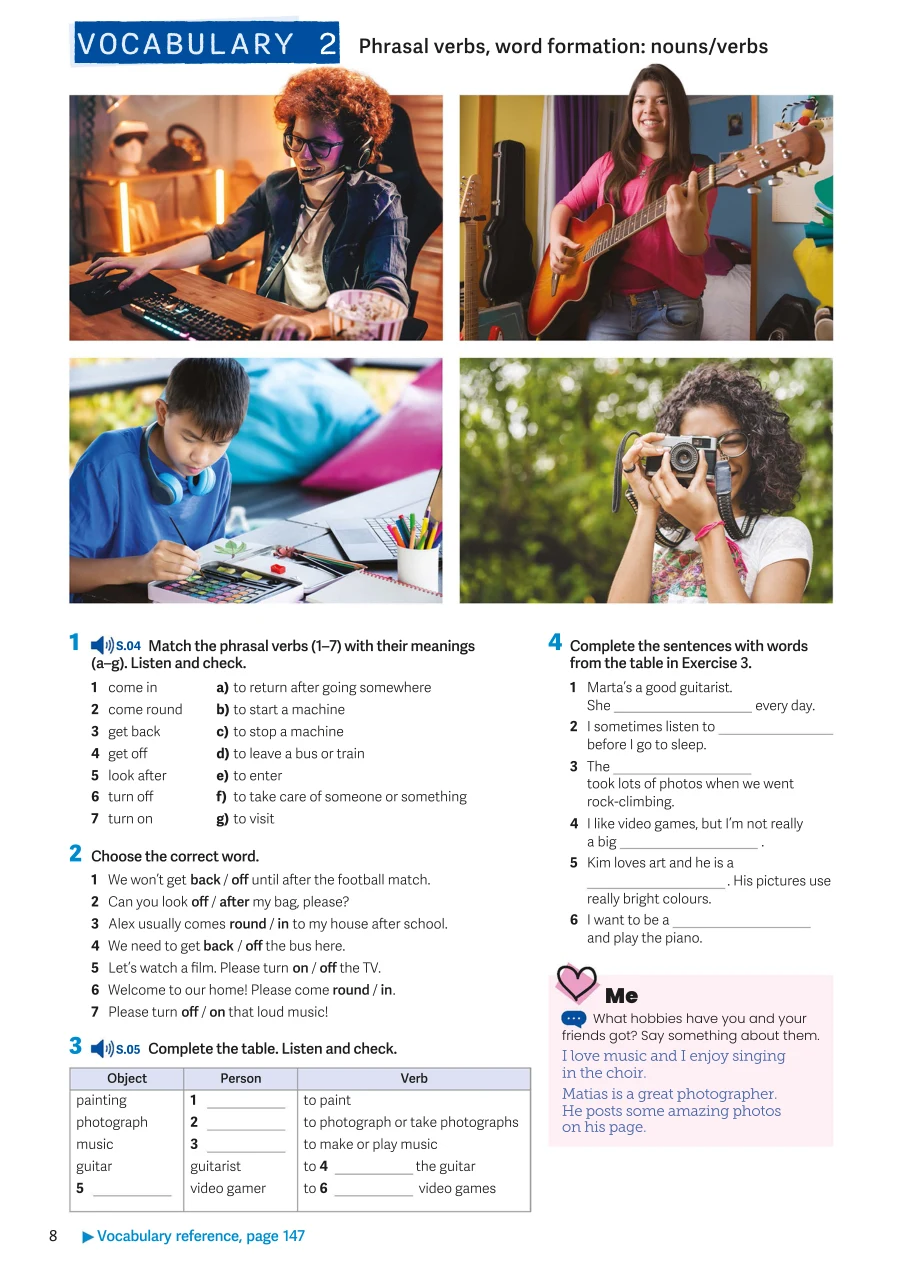 VOCABULARY 2
Phrasal verbs, word formation: nouns/verbs
1 S.04 Match the phrasal verbs (1–7) with their meanings
(a–g). Listen and check.
1 come in a) to return after going somewhere
2 come round b) to start a machine
3 get back c) to stop a machine
4 get off d) to leave a bus or train
5 look after e) to enter
6 turn off f) to take care of someone or something
7 turn on g) to visit
2 Choose the correct word.
1 We won't get back / off until after the football match.
2 Can you look off / after my bag, please?
3 Alex usually comes round / in to my house after school.
4 We need to get back / off the bus here.
5 Let's watch a film. Please turn on / off the TV.
6 Welcome to our home! Please come round / in.
7 Please turn off / on that loud music!
3 S.05 Complete the table. Listen and check.
Object Person Verb
painting 1 ____________ to paint
photograph 2 ____________ to photograph or take photographs
music 3 ____________ to make or play music
guitar guitarist to 4 ____________ the guitar
5 ____________ video gamer to 6 ____________ video games
4 Complete the sentences with words
from the table in Exercise 3.
1 Marta's a good guitarist.
She ____________ every day.
2 I sometimes listen to ____________
before I go to sleep.
3 The ____________
took lots of photos when we went
rock-climbing.
4 I like video games, but I'm not really
a big ____________ .
5 Kim loves art and he is a
____________ . His pictures use
really bright colours.
6 I want to be a ____________
and play the piano.
Me
What hobbies have you and your
friends got? Say something about them.
I love music and I enjoy singing
in the choir.
Matias is a great photographer.
He posts some amazing photos
on his page.
8 ▶ Vocabulary reference, page 147